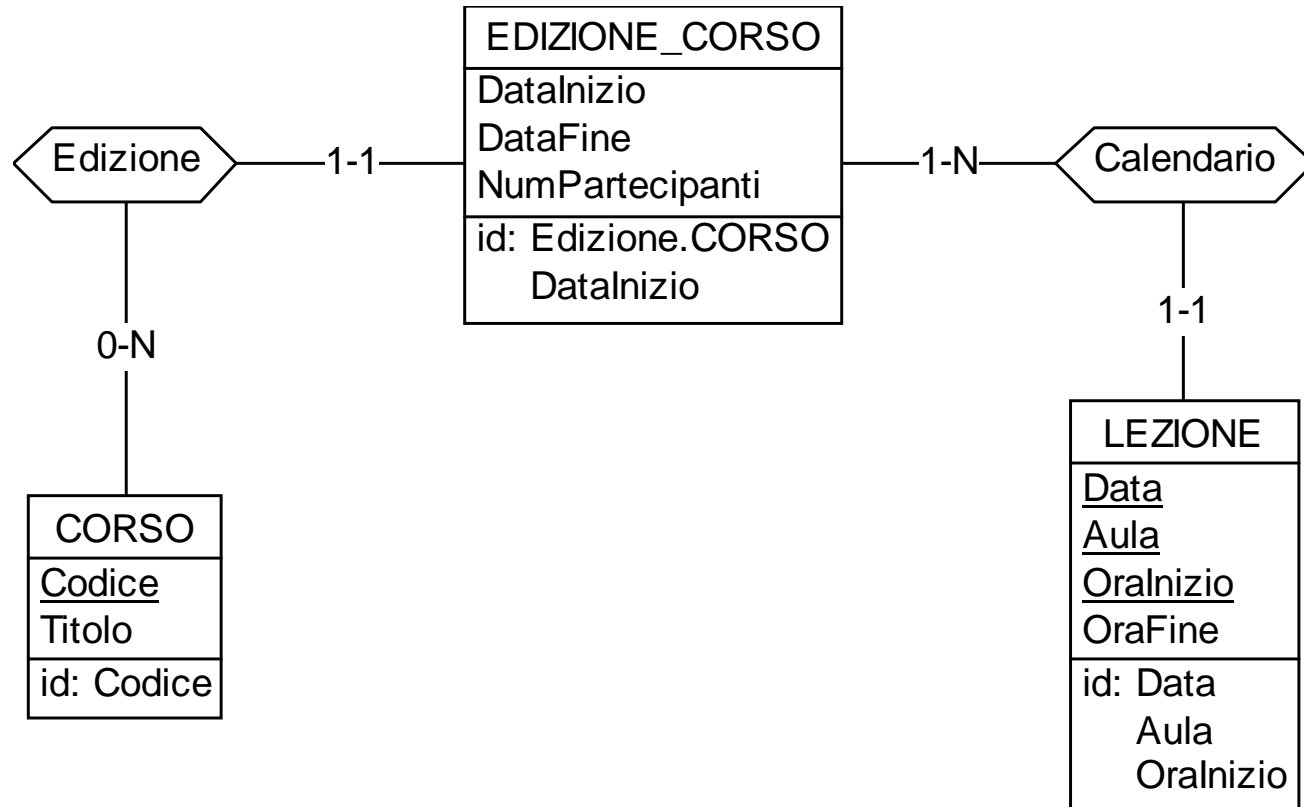 EDIZIONE_CORSO
DataInizio
DataFine
NumPartecipanti
id: Edizione.CORSO
DataInizio
Edizione
1-1
1-N
Calendario
0-N
1-1
CORSO
Codice
Titolo
id: Codice
LEZIONE
Data
Aula
OraInizio
OraFine
id: Data
Aula
OraInizio